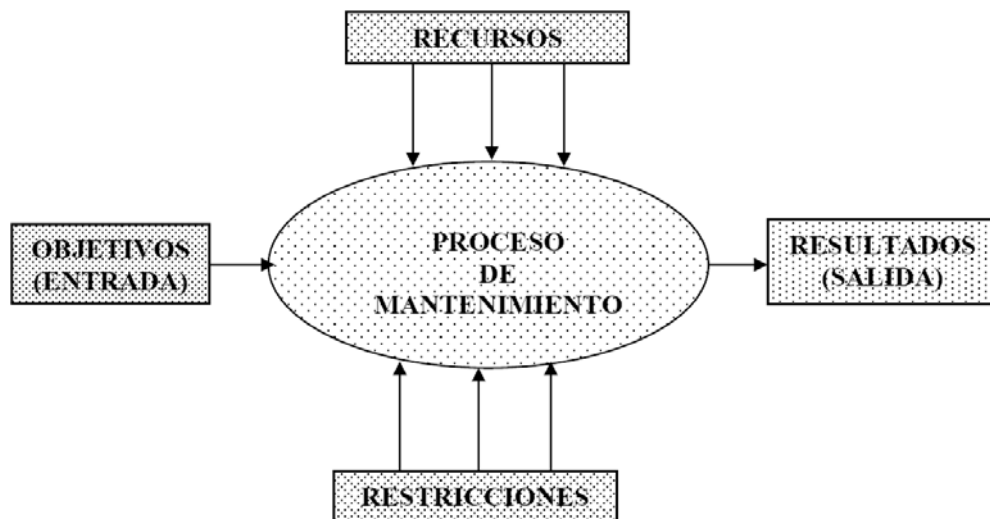 RECURSOS
OBJETIVOS
(ENTRADA)
PROCESO
DE
MANTENIMIENTO
RESULTADOS
(SALIDA)
RESTRICCIONES